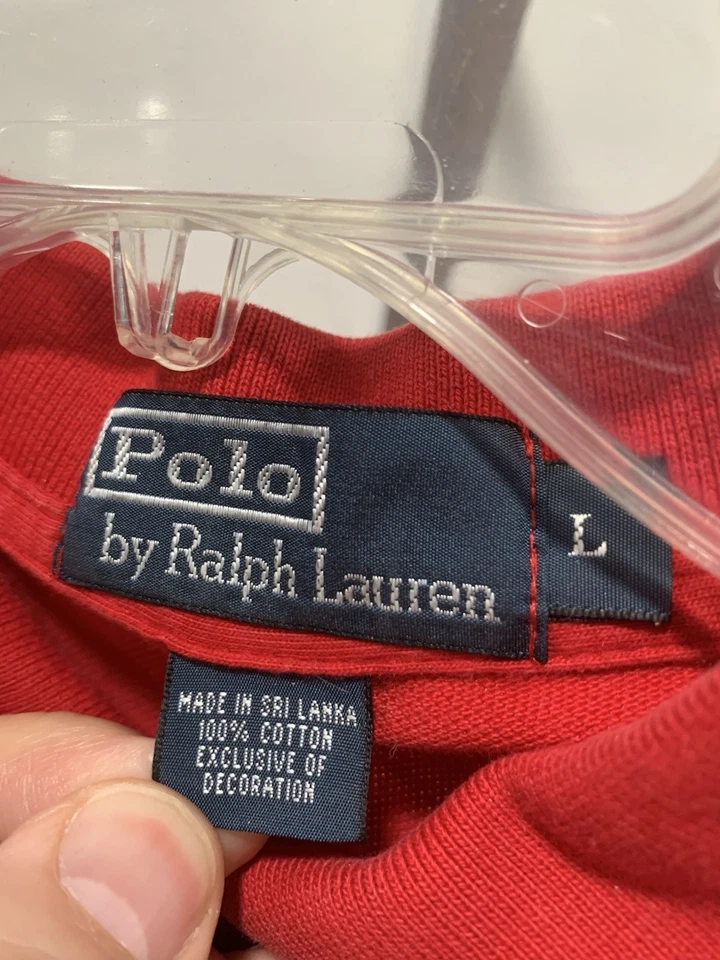 Polo
by Ralph Lauren
L
MADE IN SRI LANKA
100% COTTON
EXCLUSIVE OF
DECORATION